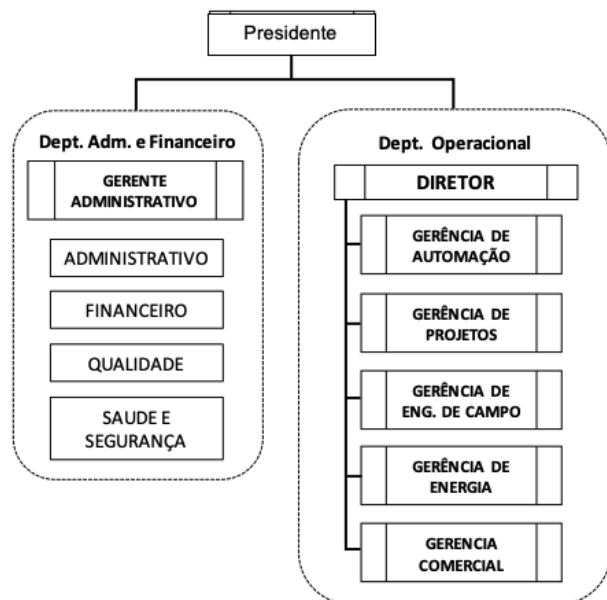 Presidente
Dept. Adm. e Financeiro
GERENTE
ADMINISTRATIVO
ADMINISTRATIVO
FINANCEIRO
QUALIDADE
SAUDE E
SEGURANÇA
Dept. Operacional
DIRETOR
GERÊNCIA DE
AUTOMAÇÃO
GERÊNCIA DE
PROJETOS
GERÊNCIA DE
ENG. DE CAMPO
GERÊNCIA DE
ENERGIA
GERENCIA
COMERCIAL